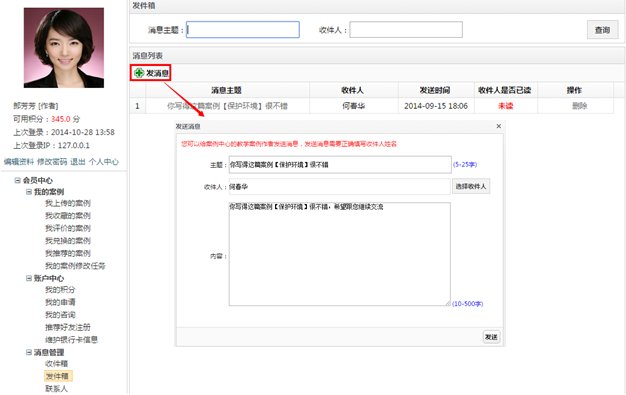 郎芳芳 [作者]
可用积分：345.0 分
上次登录：2014-10-28 13:58
上次登录IP：127.0.0.1
编辑资料 修改密码 退出 个人中心
会员中心
我的案例
我上传的案例
我收藏的案例
我评价的案例
我兑换的案例
我推荐的案例
我的案例修改任务
账户中心
我的积分
我的申请
我的咨询
推荐好友注册
维护银行卡信息
消息管理
收件箱
发件箱
联系人
发件箱
消息主题： 收件人： 查询
消息列表
发消息
消息主题 收件人 发送时间 收件人是否已读 操作
1 你写得这篇案例【保护环境】很不错 何春华 2014-09-15 18:06 未读 删除
发送消息
您可以给案例中心的教学案例作者发送消息，发送消息需要正确填写收件人姓名
主题： 你写得这篇案例【保护环境】很不错 (5-25字)
收件人： 何春华 选择收件人
内容： 你写得这篇案例【保护环境】很不错，希望跟您继续交流
(10-500字)
发送